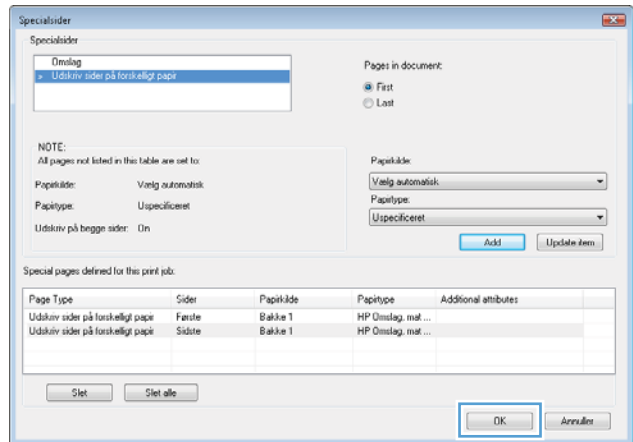 Specialsider
Specialsider
Omslag
» Udskriv sider på forskelligt papir
Pages in document:
First
Last
NOTE:
All pages not listed in this table are set to:
Papirkilde: Vælg automatisk
Papirtype: Uspecificeret
Udskriv på begge sider: On
Papirkilde:
Vælg automatisk
Papirtype:
Uspecificeret
Add Update item
Special pages defined for this print job:
Page Type Sider Papirkilde Papirtype Additional attributes
Udskriv sider på forskelligt papir Første Bakke 1 HP Omslag, mat ...
Udskriv sider på forskelligt papir Sidste Bakke 1 HP Omslag, mat ...
Slet Slet alle
OK Annuller